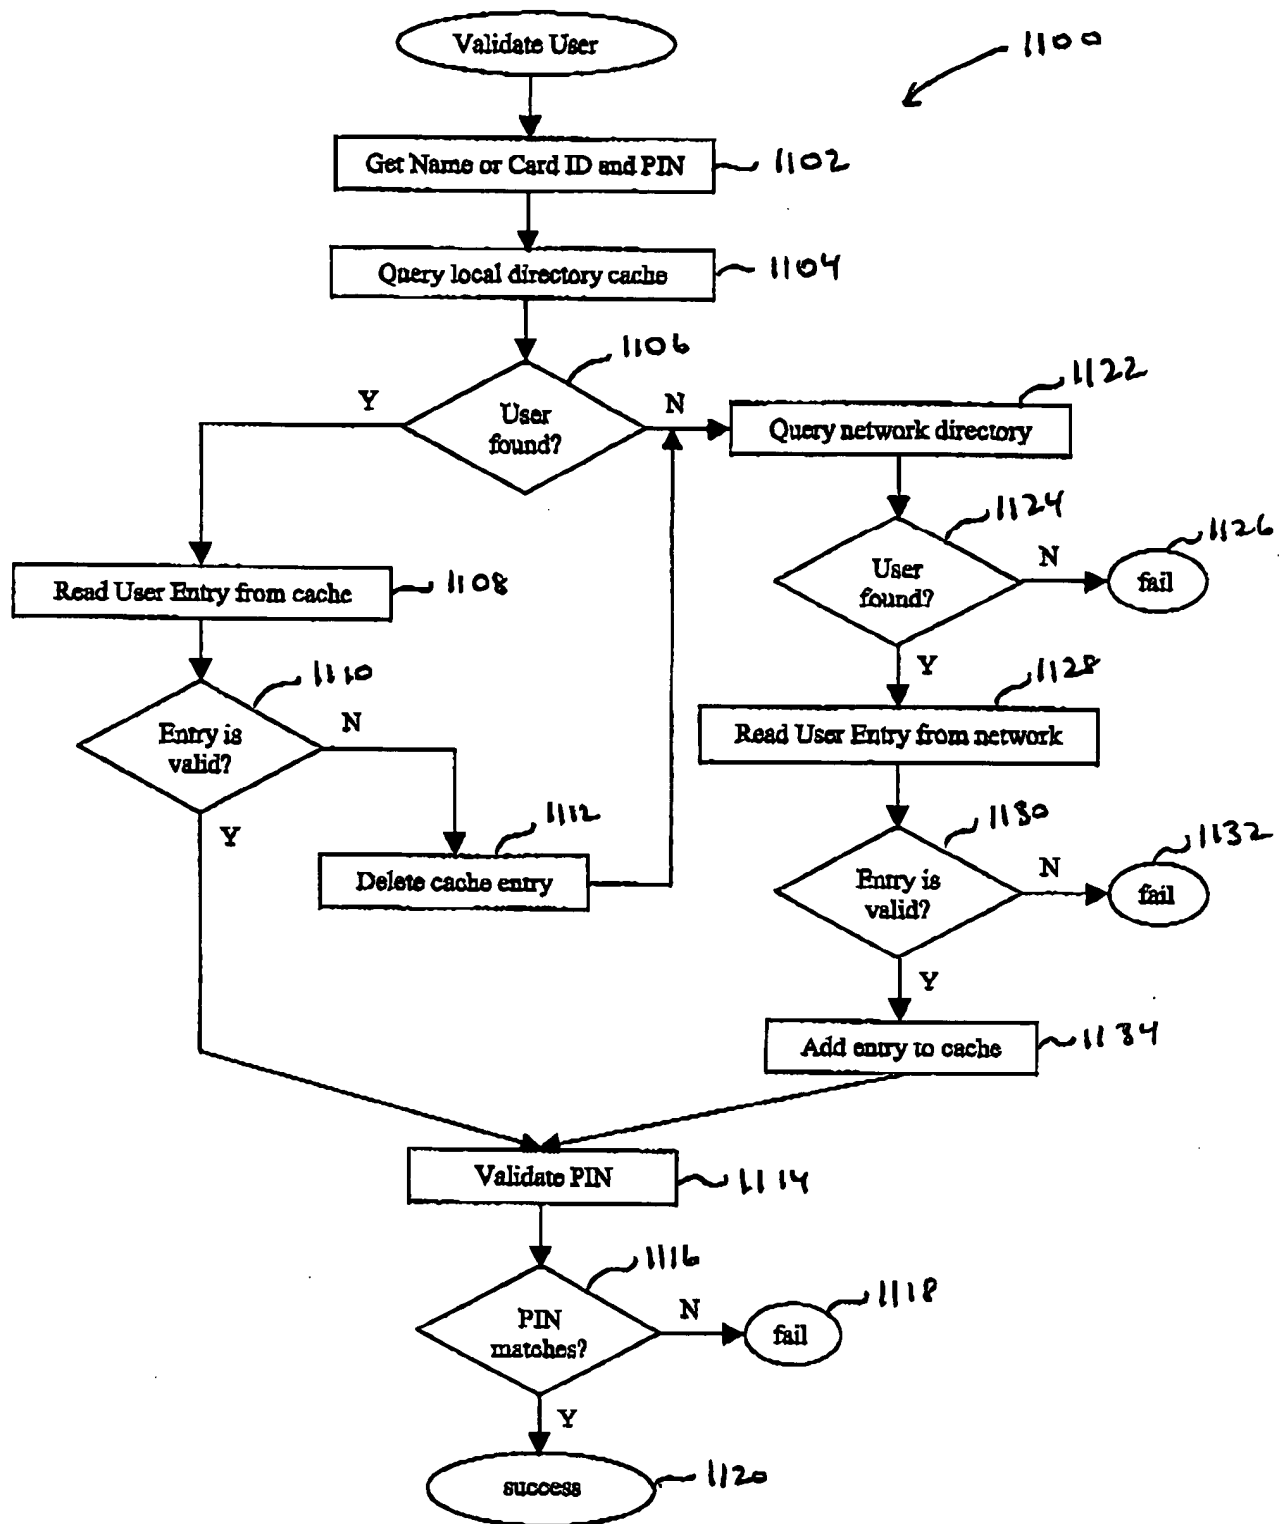 Validate User
1100
Get Name or Card ID and PIN
1102
Query local directory cache
1104
1106
User
found?
Y
N
Query network directory
1122
1124
User
found?
N
fail
1126
Y
Read User Entry from cache
1108
1110
Entry is
valid?
N
Y
1112
Delete cache entry
1128
Read User Entry from network
1130
Entry is
valid?
N
fail
1132
Y
Add entry to cache
1134
Validate PIN
1114
1116
PIN
matches?
N
fail
1118
Y
success
1120